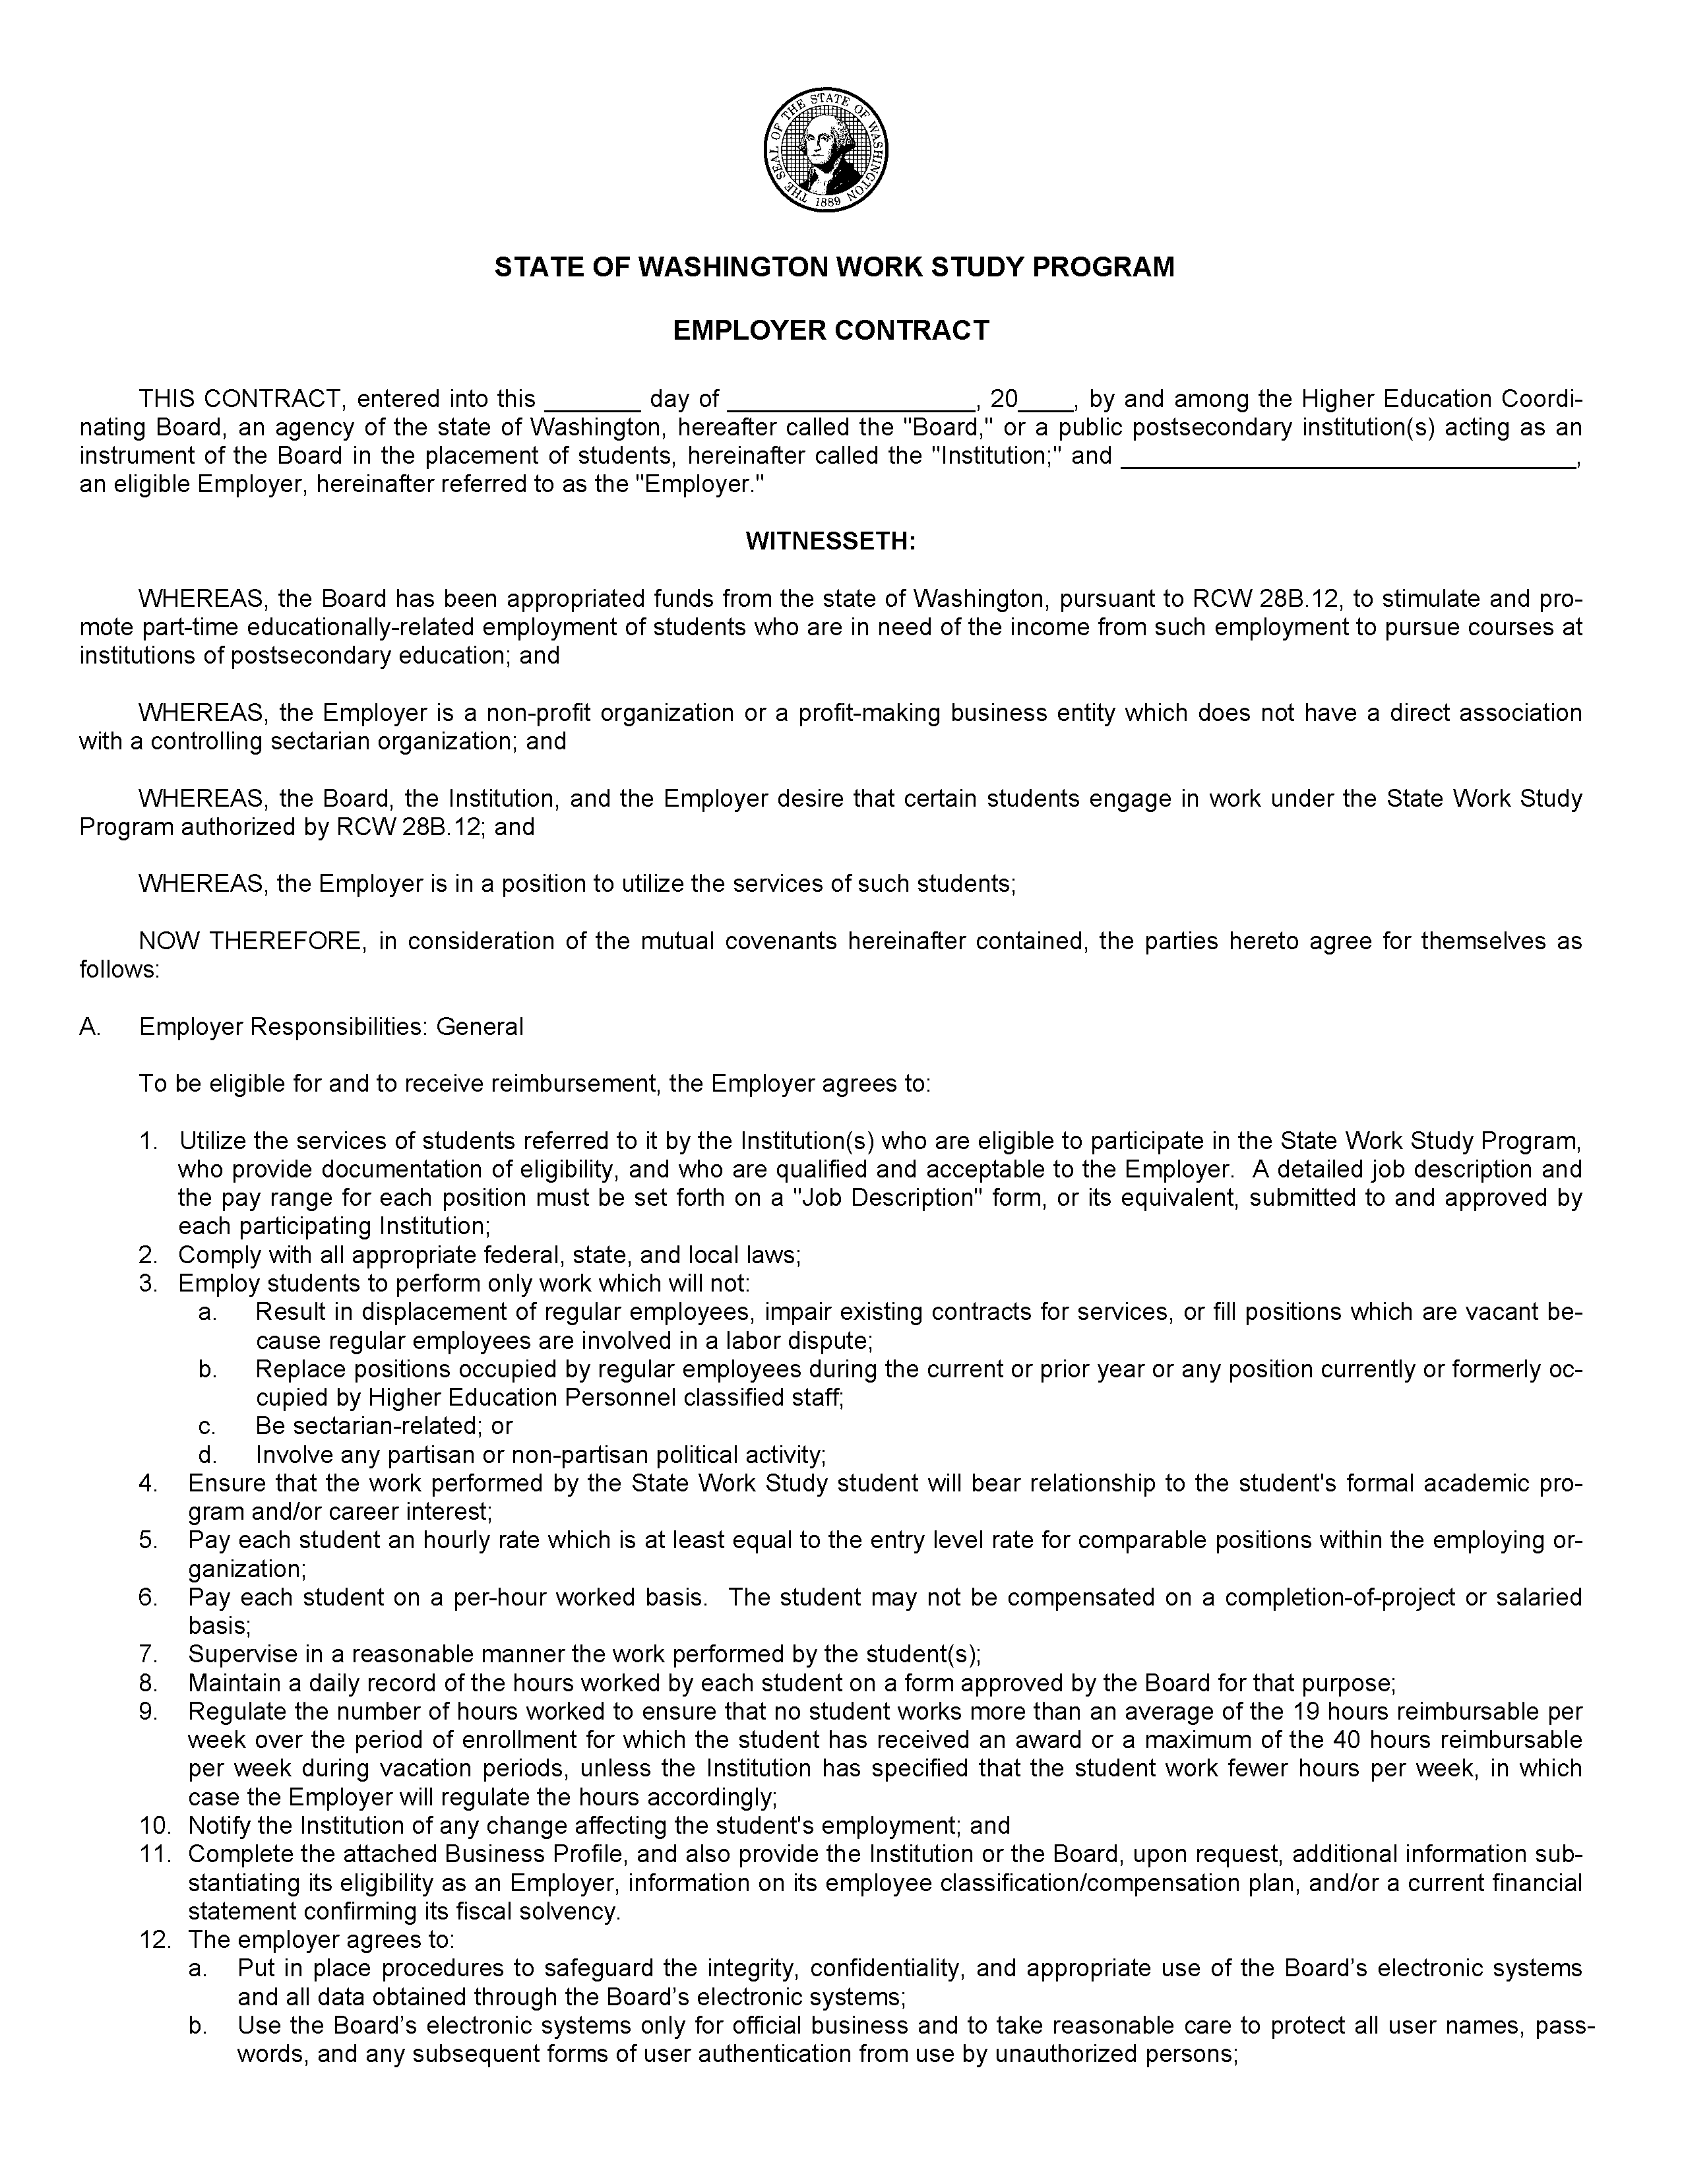 THE SEAL OF THE STATE OF WASHINGTON
1889
STATE OF WASHINGTON WORK STUDY PROGRAM
EMPLOYER CONTRACT
THIS CONTRACT, entered into this _______ day of __________________, 20____, by and among the Higher Education Coordi-
nating Board, an agency of the state of Washington, hereafter called the "Board," or a public postsecondary institution(s) acting as an
instrument of the Board in the placement of students, hereinafter called the "Institution;" and _________________________________,
an eligible Employer, hereinafter referred to as the "Employer."
WITNESSETH:
WHEREAS, the Board has been appropriated funds from the state of Washington, pursuant to RCW 28B.12, to stimulate and pro-
mote part-time educationally-related employment of students who are in need of the income from such employment to pursue courses at
institutions of postsecondary education; and
WHEREAS, the Employer is a non-profit organization or a profit-making business entity which does not have a direct association
with a controlling sectarian organization; and
WHEREAS, the Board, the Institution, and the Employer desire that certain students engage in work under the State Work Study
Program authorized by RCW 28B.12; and
WHEREAS, the Employer is in a position to utilize the services of such students;
NOW THEREFORE, in consideration of the mutual covenants hereinafter contained, the parties hereto agree for themselves as
follows:
A. Employer Responsibilities: General
To be eligible for and to receive reimbursement, the Employer agrees to:
1. Utilize the services of students referred to it by the Institution(s) who are eligible to participate in the State Work Study Program,
who provide documentation of eligibility, and who are qualified and acceptable to the Employer. A detailed job description and
the pay range for each position must be set forth on a "Job Description" form, or its equivalent, submitted to and approved by
each participating Institution;
2. Comply with all appropriate federal, state, and local laws;
3. Employ students to perform only work which will not:
a. Result in displacement of regular employees, impair existing contracts for services, or fill positions which are vacant be-
cause regular employees are involved in a labor dispute;
b. Replace positions occupied by regular employees during the current or prior year or any position currently or formerly oc-
cupied by Higher Education Personnel classified staff;
c. Be sectarian-related; or
d. Involve any partisan or non-partisan political activity;
4. Ensure that the work performed by the State Work Study student will bear relationship to the student's formal academic pro-
gram and/or career interest;
5. Pay each student an hourly rate which is at least equal to the entry level rate for comparable positions within the employing or-
ganization;
6. Pay each student on a per-hour worked basis. The student may not be compensated on a completion-of-project or salaried
basis;
7. Supervise in a reasonable manner the work performed by the student(s);
8. Maintain a daily record of the hours worked by each student on a form approved by the Board for that purpose;
9. Regulate the number of hours worked to ensure that no student works more than an average of the 19 hours reimbursable per
week over the period of enrollment for which the student has received an award or a maximum of the 40 hours reimbursable
per week during vacation periods, unless the Institution has specified that the student work fewer hours per week, in which
case the Employer will regulate the hours accordingly;
10. Notify the Institution of any change affecting the student's employment; and
11. Complete the attached Business Profile, and also provide the Institution or the Board, upon request, additional information sub-
stantiating its eligibility as an Employer, information on its employee classification/compensation plan, and/or a current financial
statement confirming its fiscal solvency.
12. The employer agrees to:
a. Put in place procedures to safeguard the integrity, confidentiality, and appropriate use of the Board’s electronic systems
and all data obtained through the Board’s electronic systems;
b. Use the Board’s electronic systems only for official business and to take reasonable care to protect all user names, pass-
words, and any subsequent forms of user authentication from use by unauthorized persons;